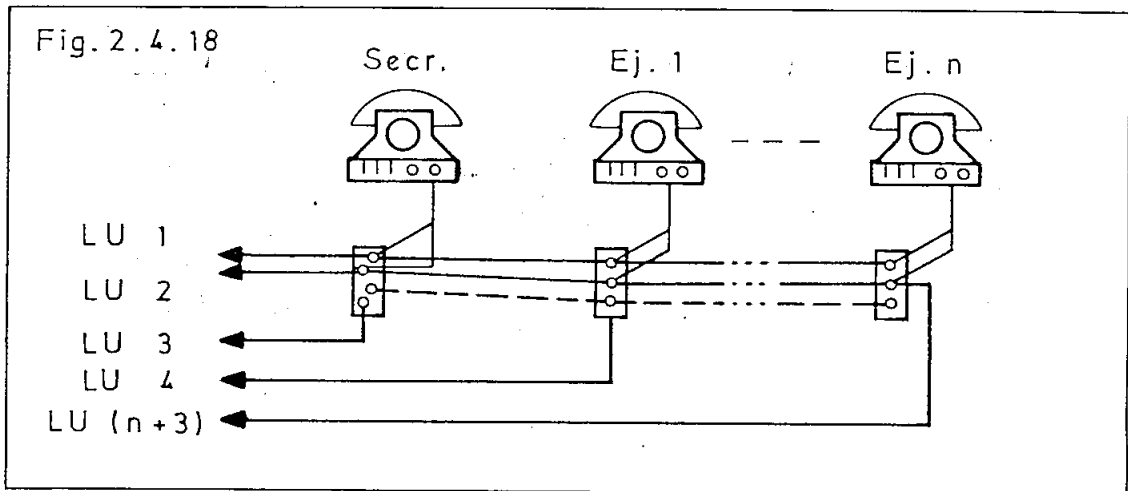 Fig. 2.4.18
Secr. Ej. 1 Ej. n
LU 1
LU 2
LU 3
LU 4
LU (n+3)